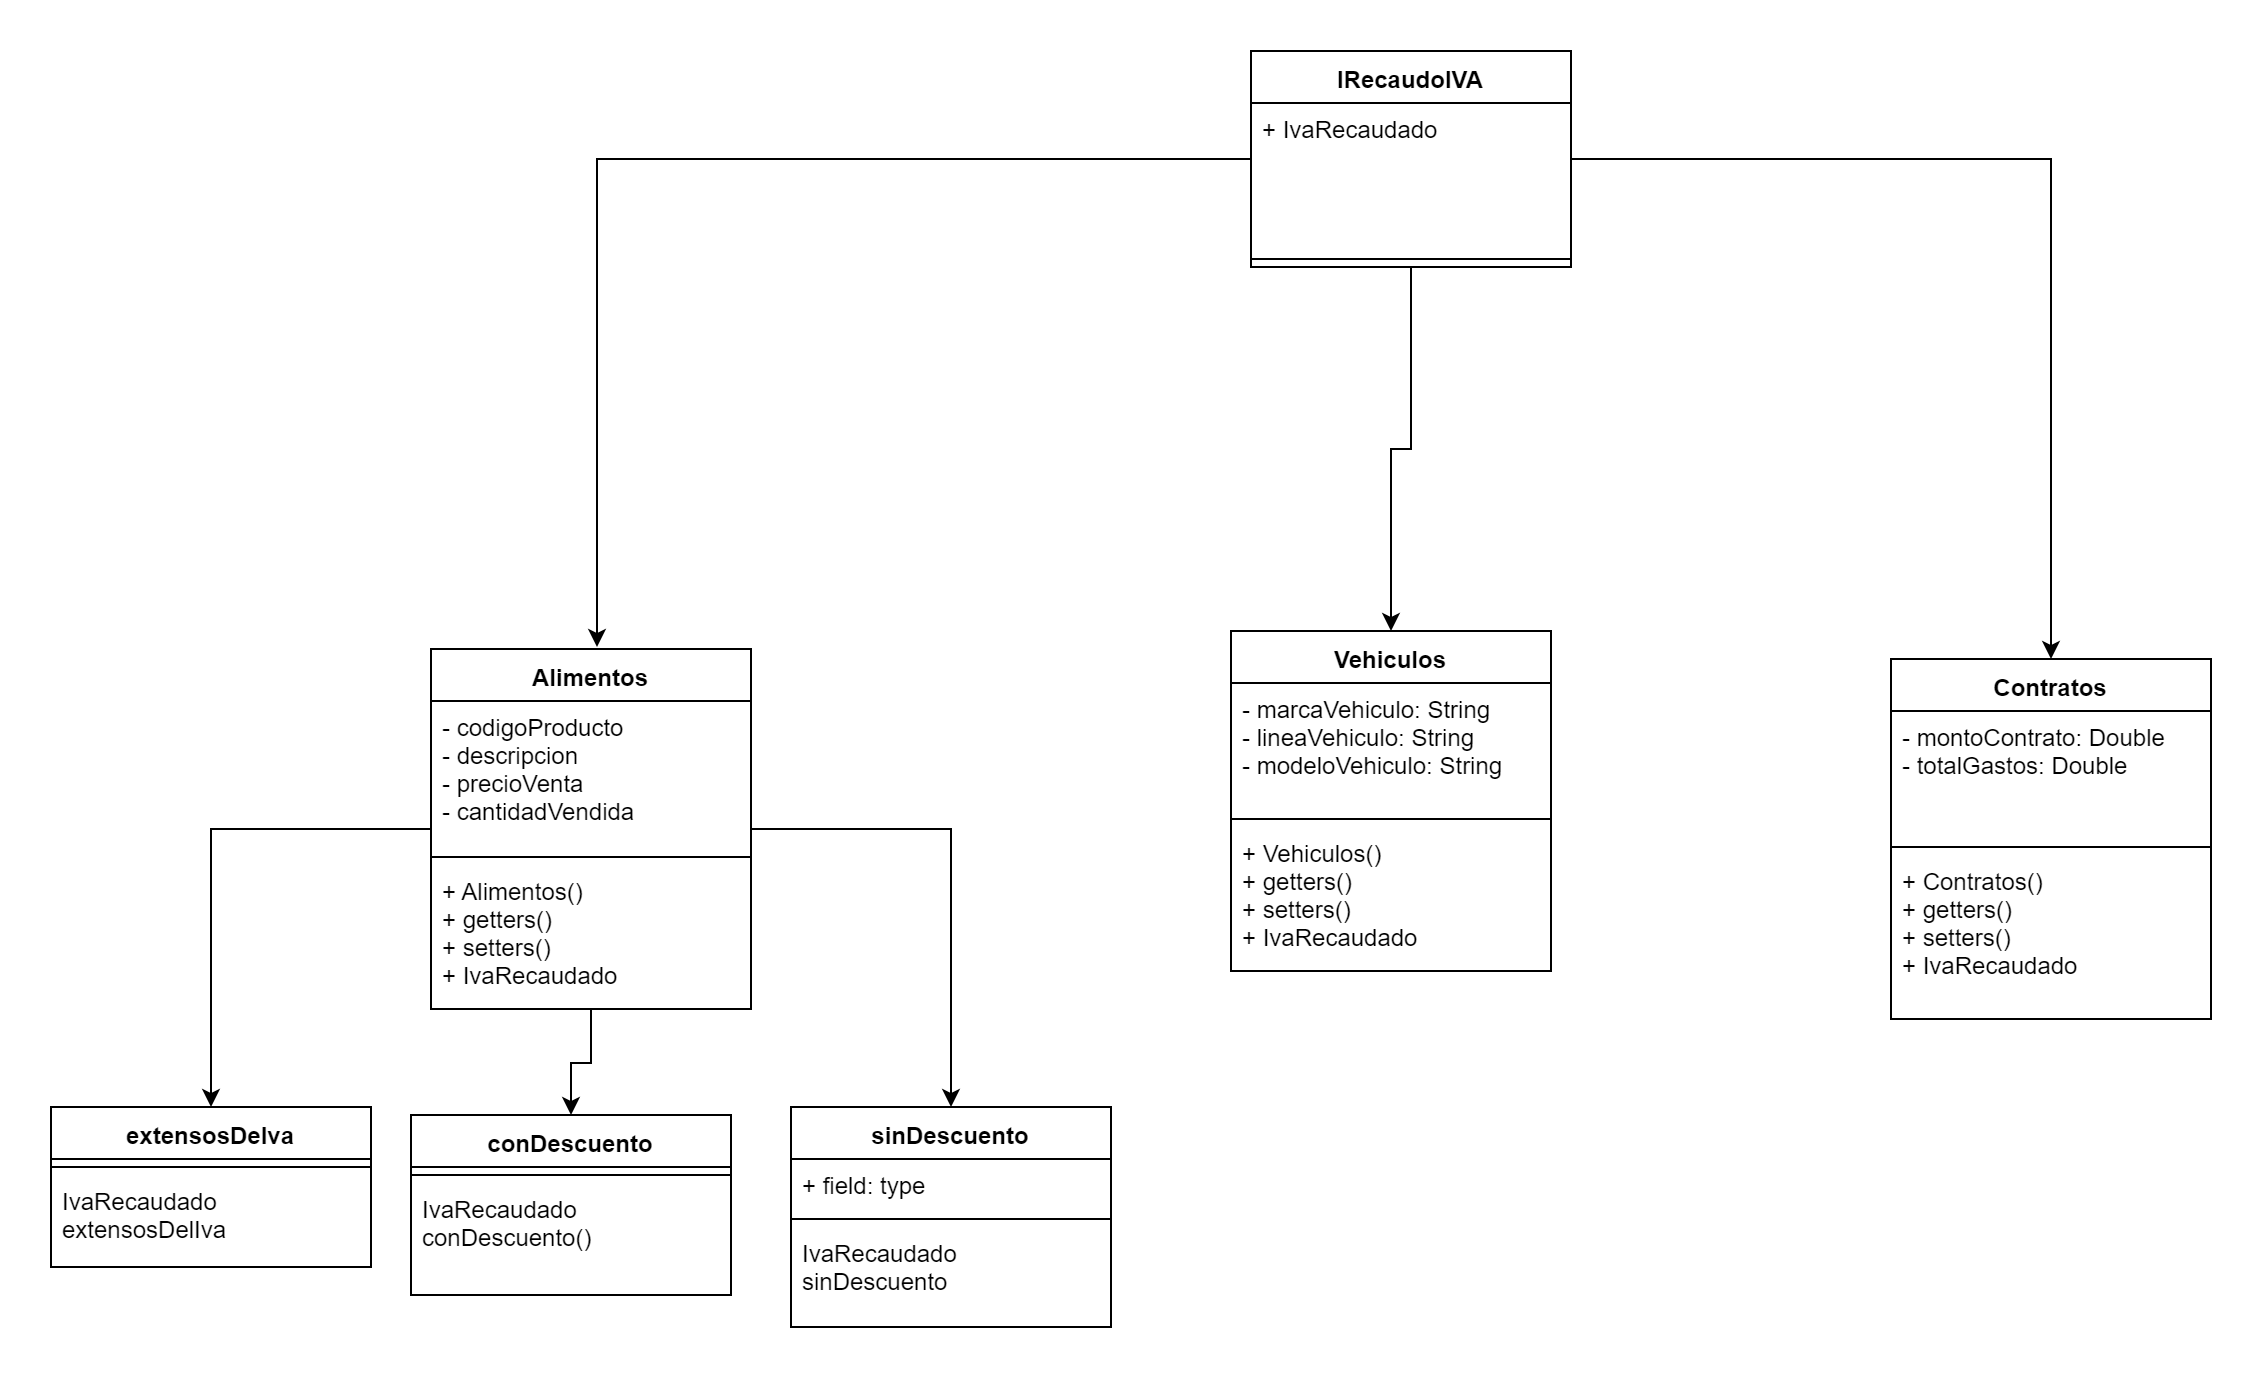 IRecaudoIVA
+ IvaRecaudado
Alimentos
- codigoProducto
- descripcion
- precioVenta
- cantidadVendida
+ Alimentos()
+ getters()
+ setters()
+ IvaRecaudado
Vehiculos
- marcaVehiculo: String
- lineaVehiculo: String
- modeloVehiculo: String
+ Vehiculos()
+ getters()
+ setters()
+ IvaRecaudado
Contratos
- montoContrato: Double
- totalGastos: Double
+ Contratos()
+ getters()
+ setters()
+ IvaRecaudado
extensosDeIva
IvaRecaudado
extensosDelIva
conDescuento
IvaRecaudado
conDescuento()
sinDescuento
+ field: type
IvaRecaudado
sinDescuento